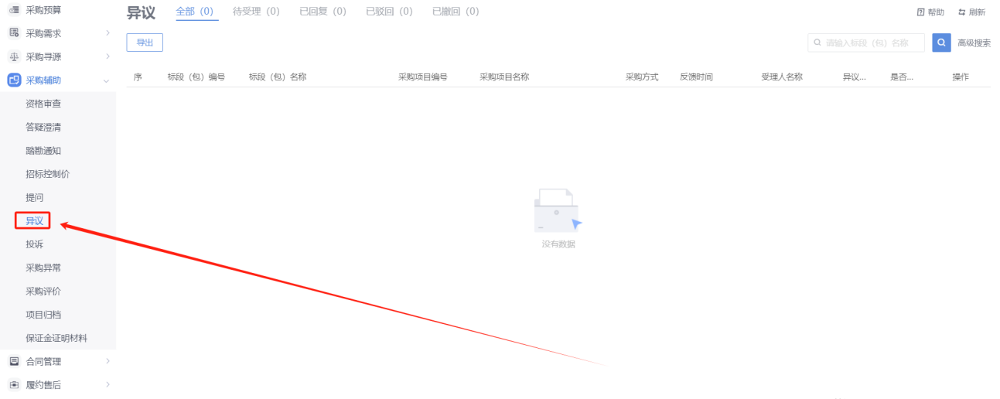 采购预算
采购需求
采购寻源
采购辅助
资格审查
答疑澄清
踏勘通知
招标控制价
提问
异议
投诉
采购异常
采购评价
项目归档
保证金证明材料
合同管理
履约售后
异议 全部（0） 待受理（0） 已回复（0） 已驳回（0） 已撤回（0） 帮助 刷新
导出 请输入标段（包）名称 高级搜索
序 标段（包）编号 标段（包）名称 采购项目编号 采购项目名称 采购方式 反馈时间 受理人名称 异议... 是否... 操作
没有数据